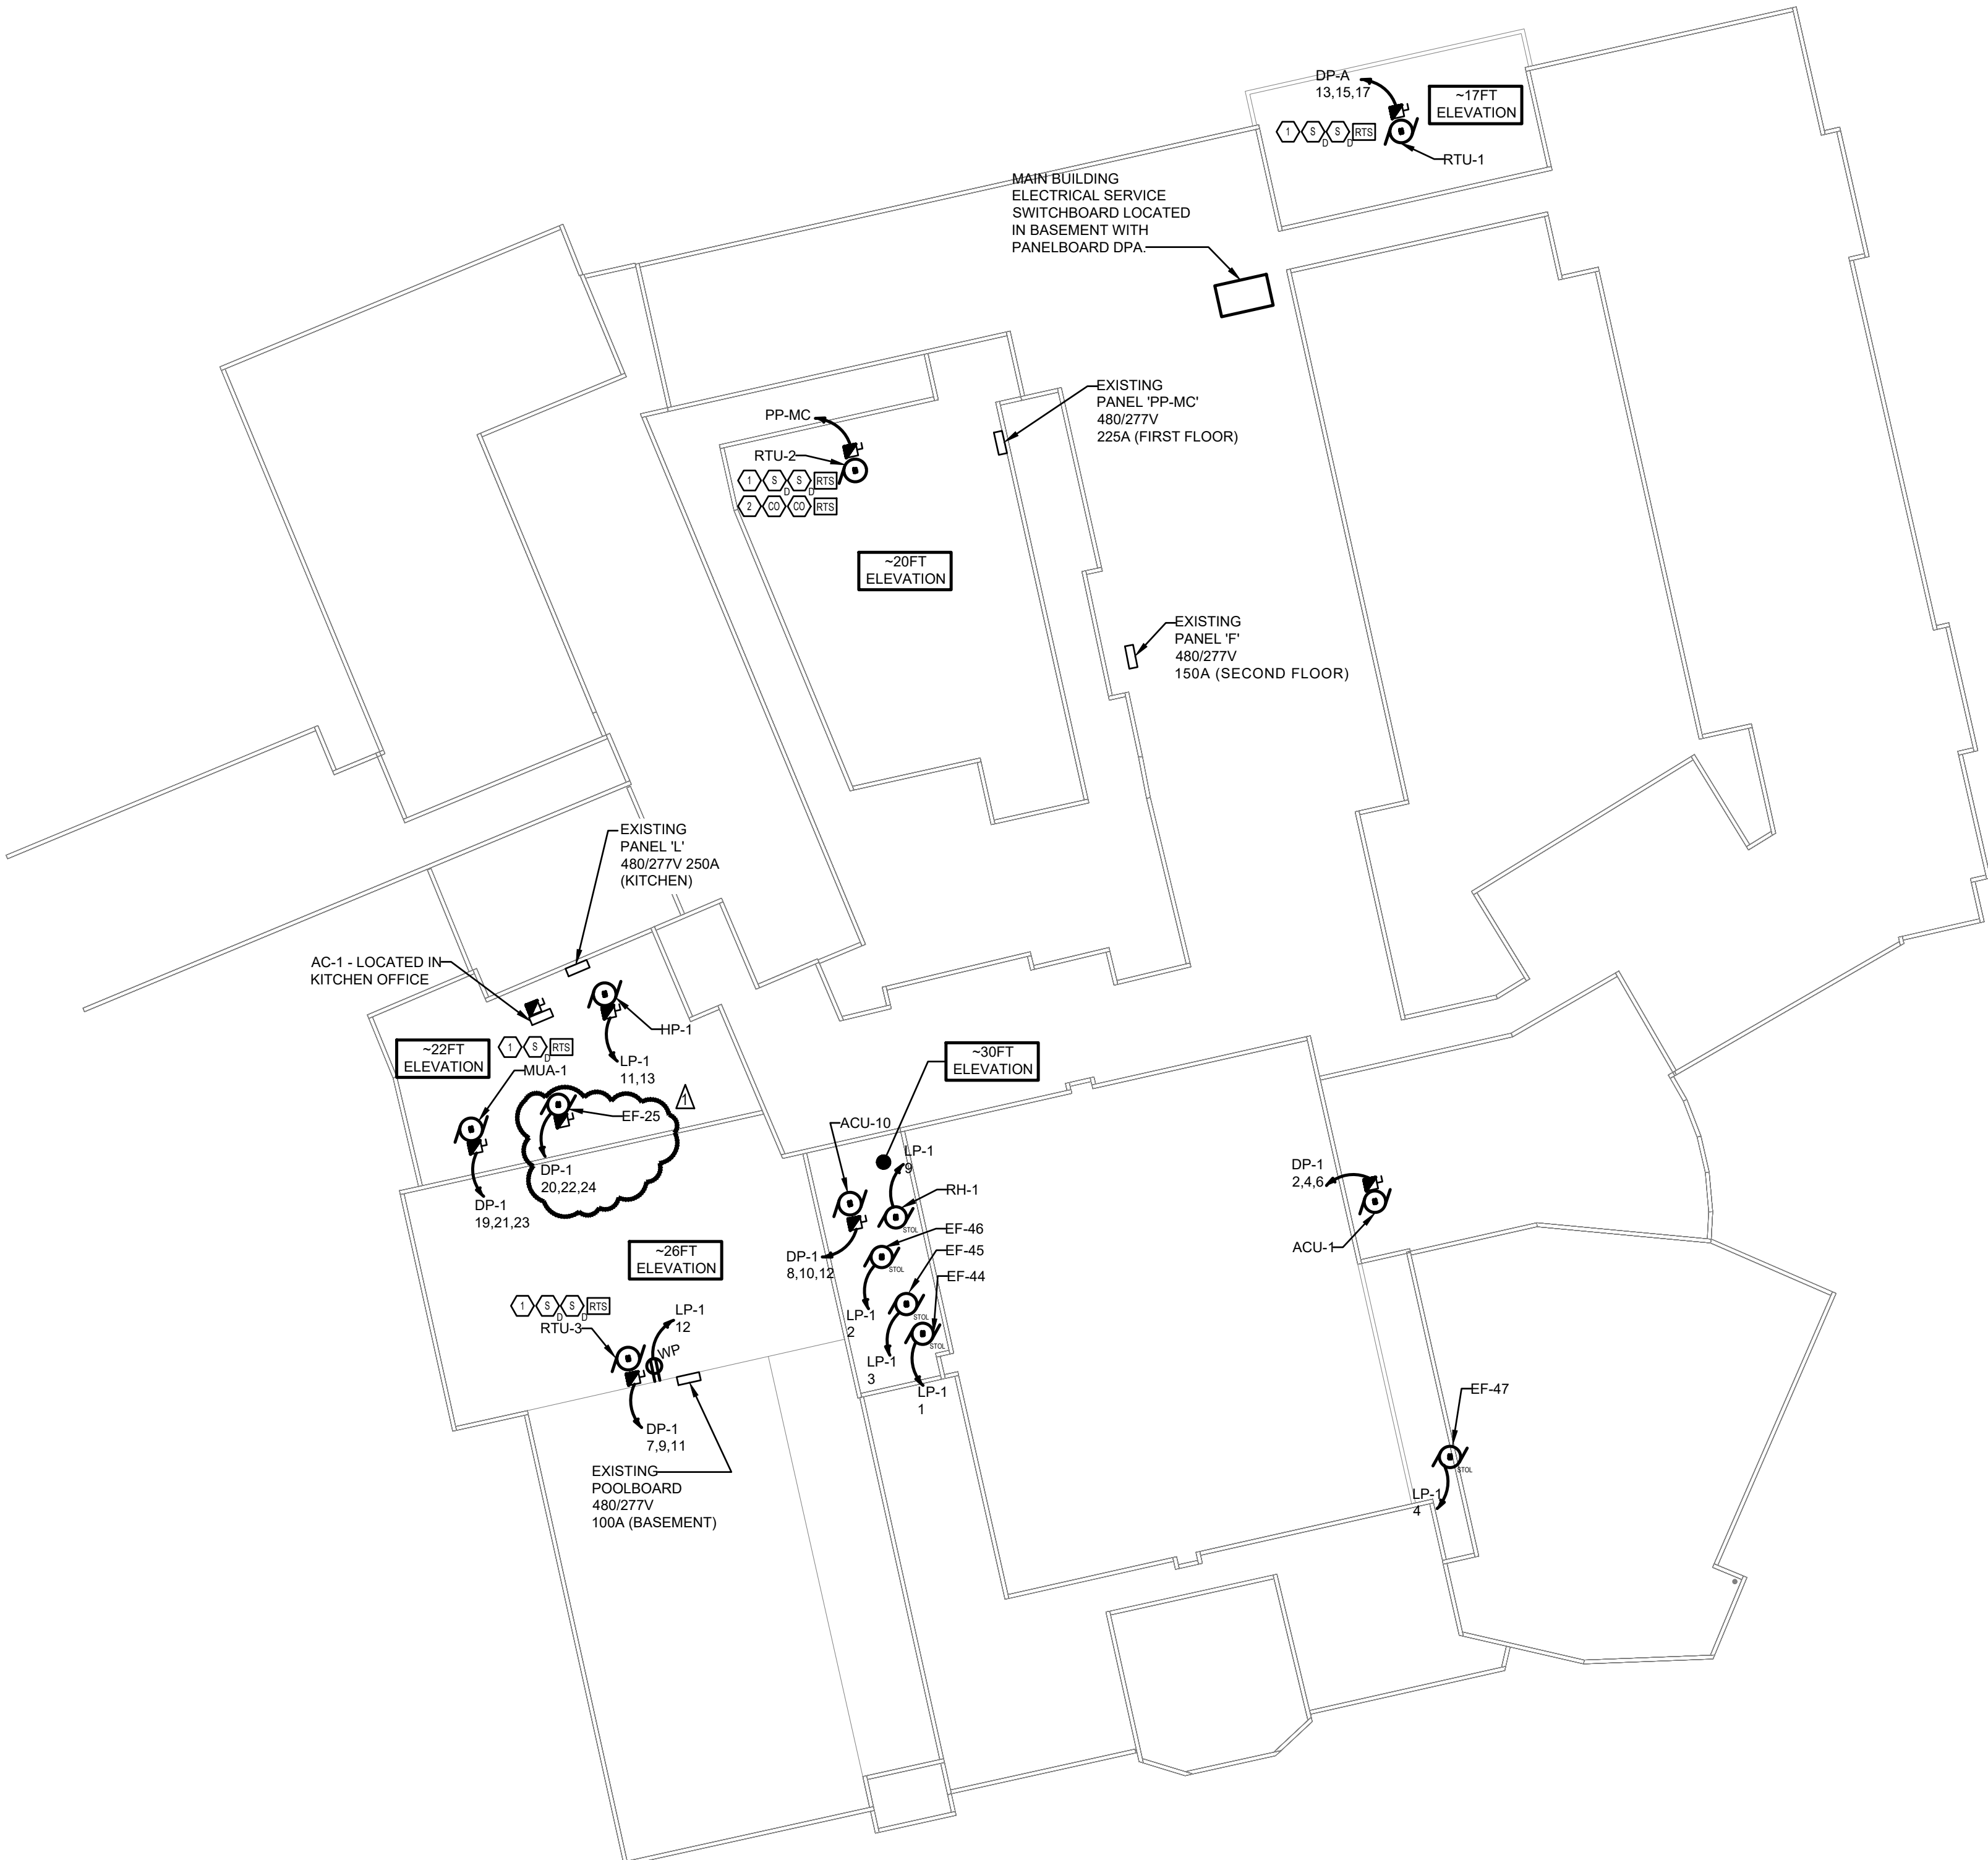 DP-A
13,15,17
~17FT
ELEVATION
1 S D S D RTS
RTU-1
MAIN BUILDING
ELECTRICAL SERVICE
SWITCHBOARD LOCATED
IN BASEMENT WITH
PANELBOARD DPA.
EXISTING
PANEL 'PP-MC'
480/277V
225A (FIRST FLOOR)
PP-MC
RTU-2
1 S D S D RTS
2 CO CO RTS
~20FT
ELEVATION
EXISTING
PANEL 'F'
480/277V
150A (SECOND FLOOR)
EXISTING
PANEL 'L'
480/277V 250A
(KITCHEN)
AC-1 - LOCATED IN
KITCHEN OFFICE
HP-1
~22FT
ELEVATION
1 S D RTS
LP-1
11,13
MUA-1
1
EF-25
DP-1
20,22,24
DP-1
19,21,23
~30FT
ELEVATION
ACU-10
LP-1
9
RH-1
STOL
EF-46
STOL
EF-45
STOL
EF-44
STOL
DP-1
8,10,12
LP-1
2
LP-1
3
LP-1
1
DP-1
2,4,6
ACU-1
~26FT
ELEVATION
1 S D S D RTS
RTU-3
LP-1
12
WP
DP-1
7,9,11
EXISTING
POOLBOARD
480/277V
100A (BASEMENT)
EF-47
STOL
LP-1
4